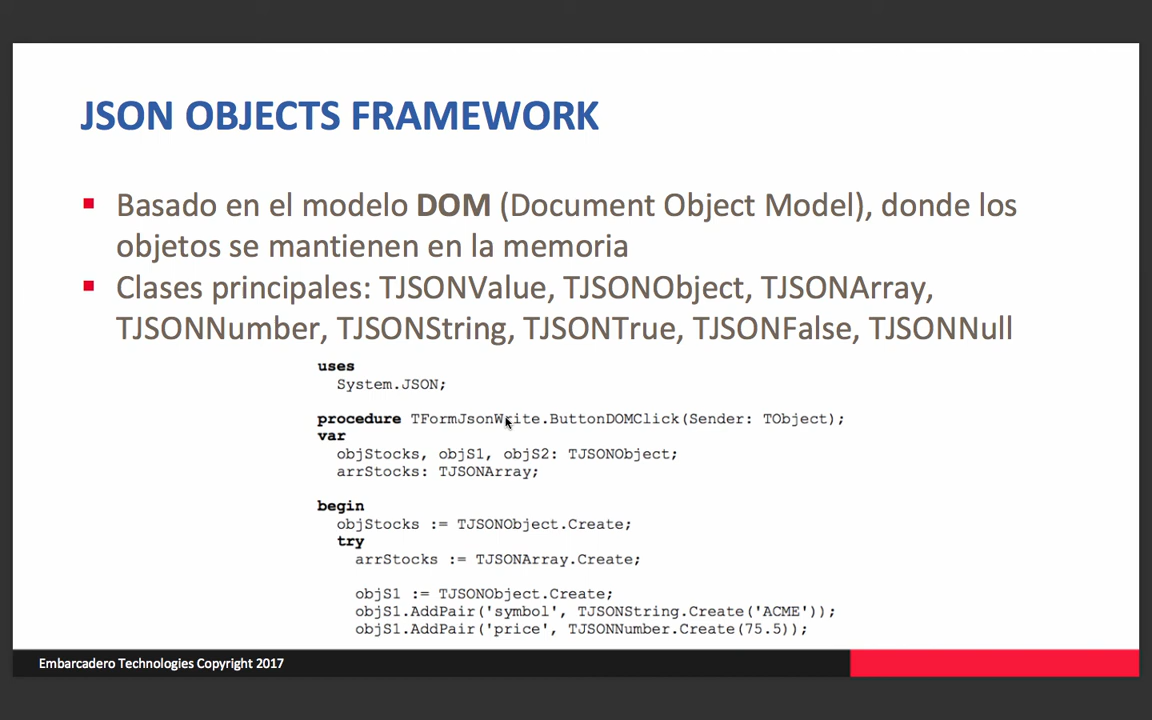 JSON OBJECTS FRAMEWORK
Basado en el modelo DOM (Document Object Model), donde los
objetos se mantienen en la memoria
Clases principales: TJSONValue, TJSONObject, TJSONArray,
TJSONNumber, TJSONString, TJSONTrue, TJSONFalse, TJSONNull
uses
System.JSON;
procedure TFormJsonWrite.ButtonDOMClick(Sender: TObject);
var
objStocks, objS1, objS2: TJSONObject;
arrStocks: TJSONArray;
begin
objStocks := TJSONObject.Create;
try
arrStocks := TJSONArray.Create;
objS1 := TJSONObject.Create;
objS1.AddPair('symbol', TJSONString.Create('ACME'));
objS1.AddPair('price', TJSONNumber.Create(75.5));
Embarcadero Technologies Copyright 2017